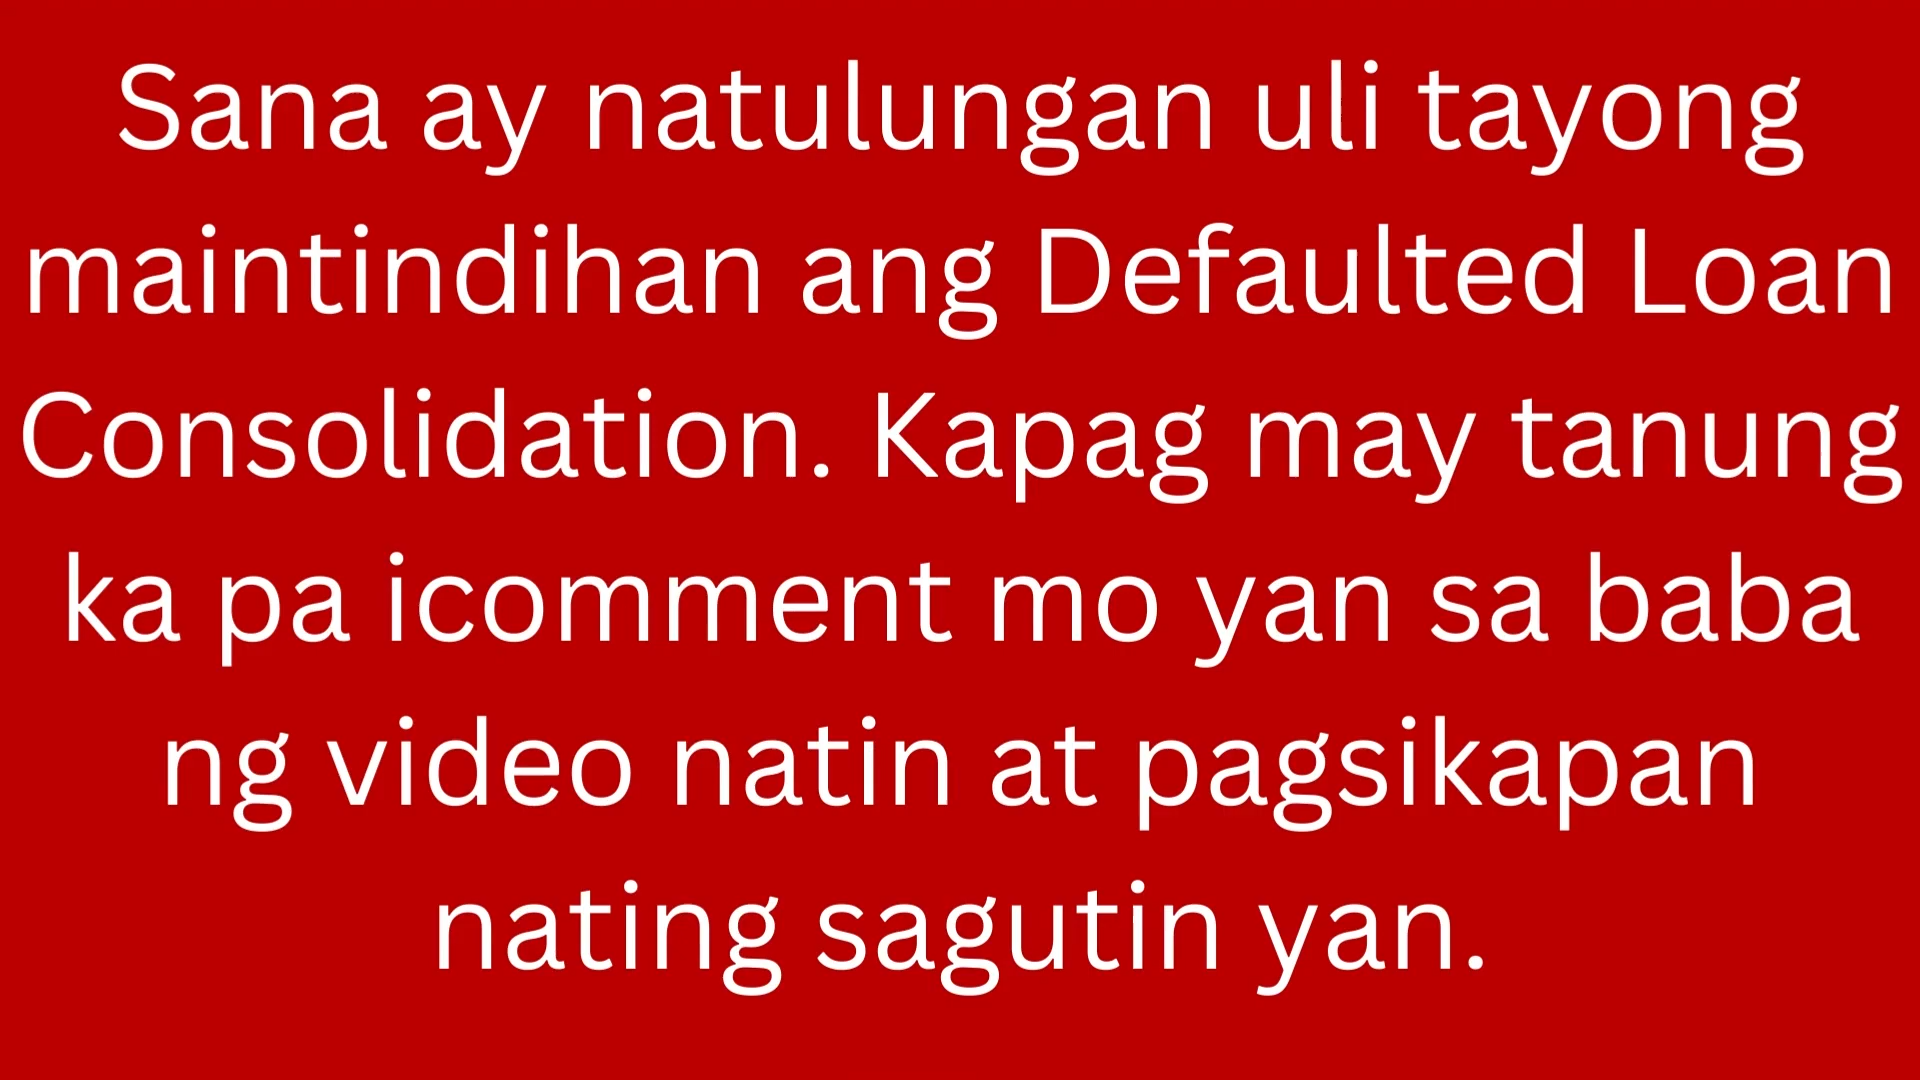 Sana ay natulungan uli tayong
maintindihan ang Defaulted Loan
Consolidation. Kapag may tanung
ka pa icomment mo yan sa baba
ng video natin at pagsikapan
nating sagutin yan.